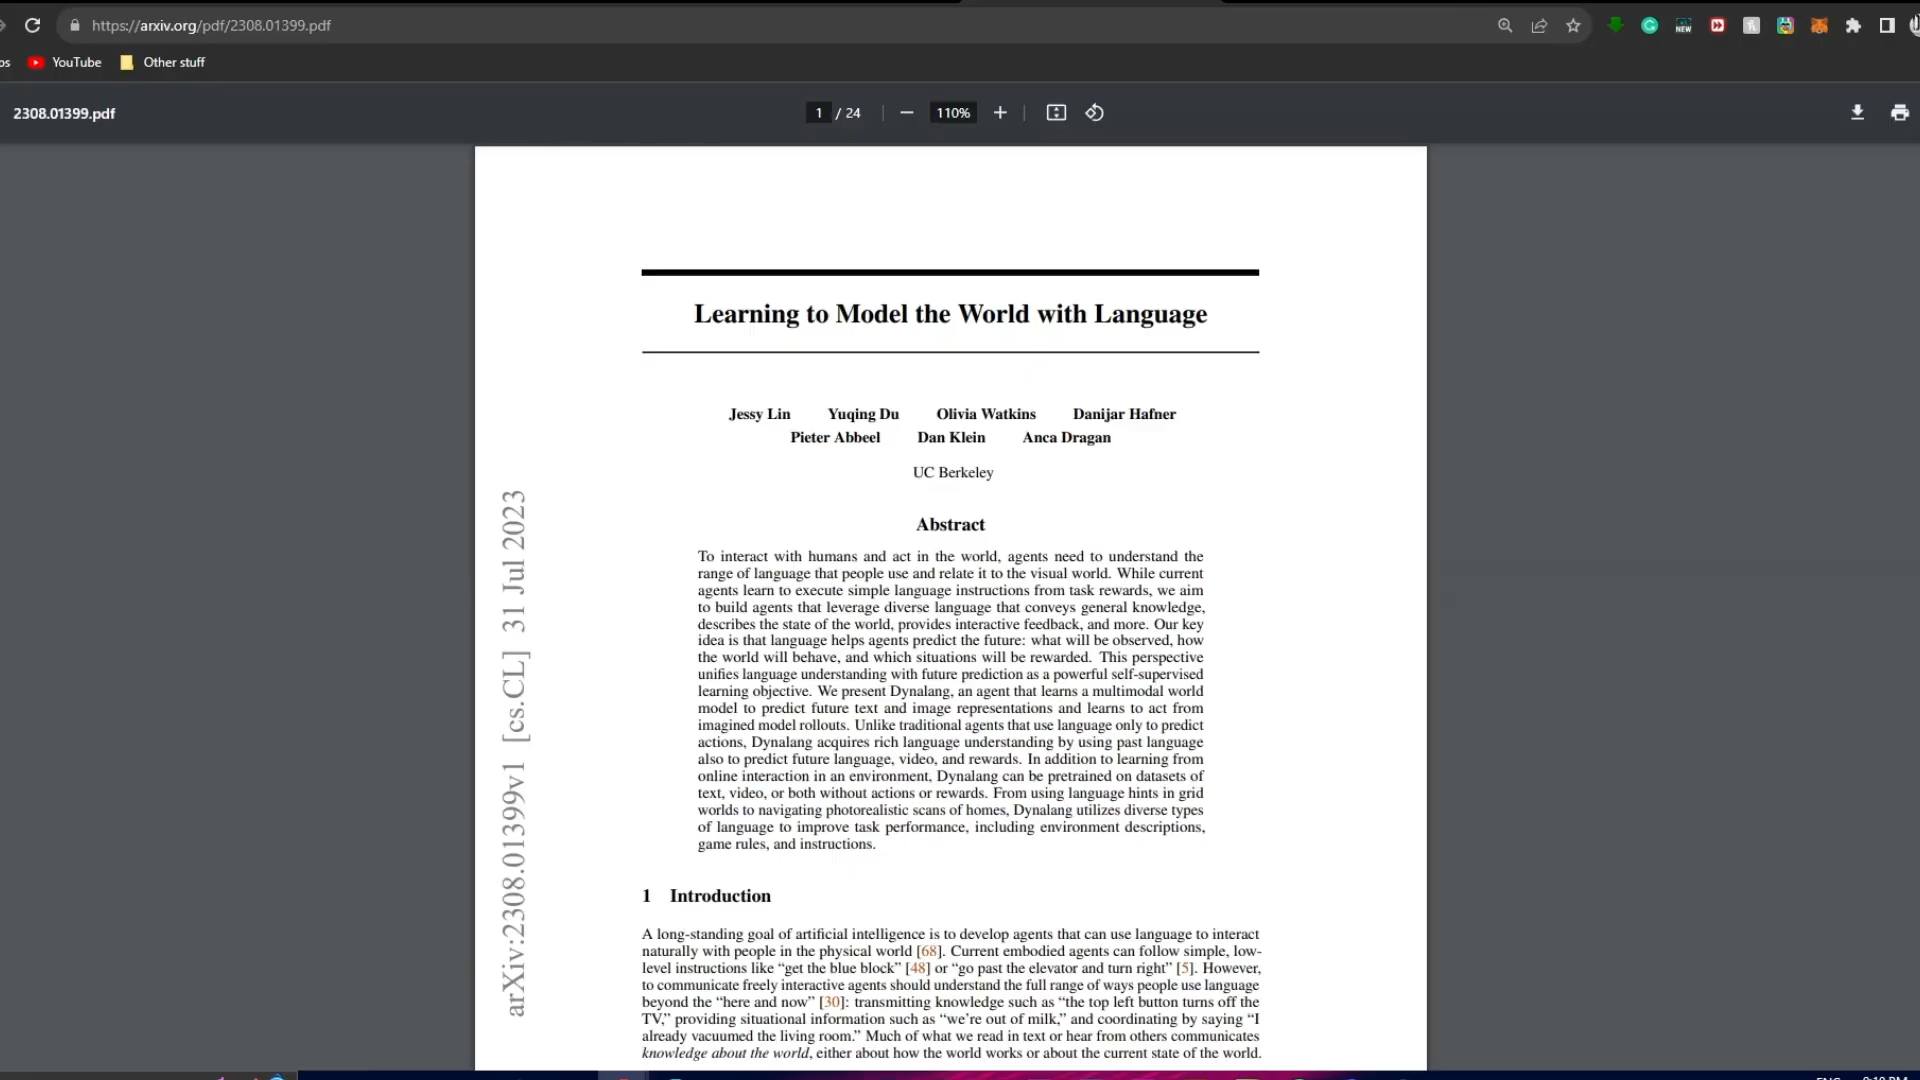 https://arxiv.org/pdf/2308.01399.pdf
NEW
YouTube
Other stuff
2308.01399.pdf
1 / 24
110%
Learning to Model the World with Language
Jessy Lin Yuqing Du Olivia Watkins Danijar Hafner
Pieter Abbeel Dan Klein Anca Dragan
UC Berkeley
arXiv:2308.01399v1 [cs.CL] 31 Jul 2023
Abstract
To interact with humans and act in the world, agents need to understand the
range of language that people use and relate it to the visual world. While current
agents learn to execute simple language instructions from task rewards, we aim
to build agents that leverage diverse language that conveys general knowledge,
describes the state of the world, provides interactive feedback, and more. Our key
idea is that language helps agents predict the future: what will be observed, how
the world will behave, and which situations will be rewarded. This perspective
unifies language understanding with future prediction as a powerful self-supervised
learning objective. We present Dynalang, an agent that learns a multimodal world
model to predict future text and image representations and learns to act from
imagined model rollouts. Unlike traditional agents that use language only to predict
actions, Dynalang acquires rich language understanding by using past language
also to predict future language, video, and rewards. In addition to learning from
online interaction in an environment, Dynalang can be pretrained on datasets of
text, video, or both without actions or rewards. From using language hints in grid
worlds to navigating photorealistic scans of homes, Dynalang utilizes diverse types
of language to improve task performance, including environment descriptions,
game rules, and instructions.
1 Introduction
A long-standing goal of artificial intelligence is to develop agents that can use language to interact
naturally with people in the physical world [68]. Current embodied agents can follow simple, low-
level instructions like “get the blue block” [48] or “go past the elevator and turn right” [5]. However,
to communicate freely interactive agents should understand the full range of ways people use language
beyond the “here and now” [30]: transmitting knowledge such as “the top left button turns off the
TV,” providing situational information such as “we’re out of milk,” and coordinating by saying “I
already vacuumed the living room.” Much of what we read in text or hear from others communicates
knowledge about the world, either about how the world works or about the current state of the world.